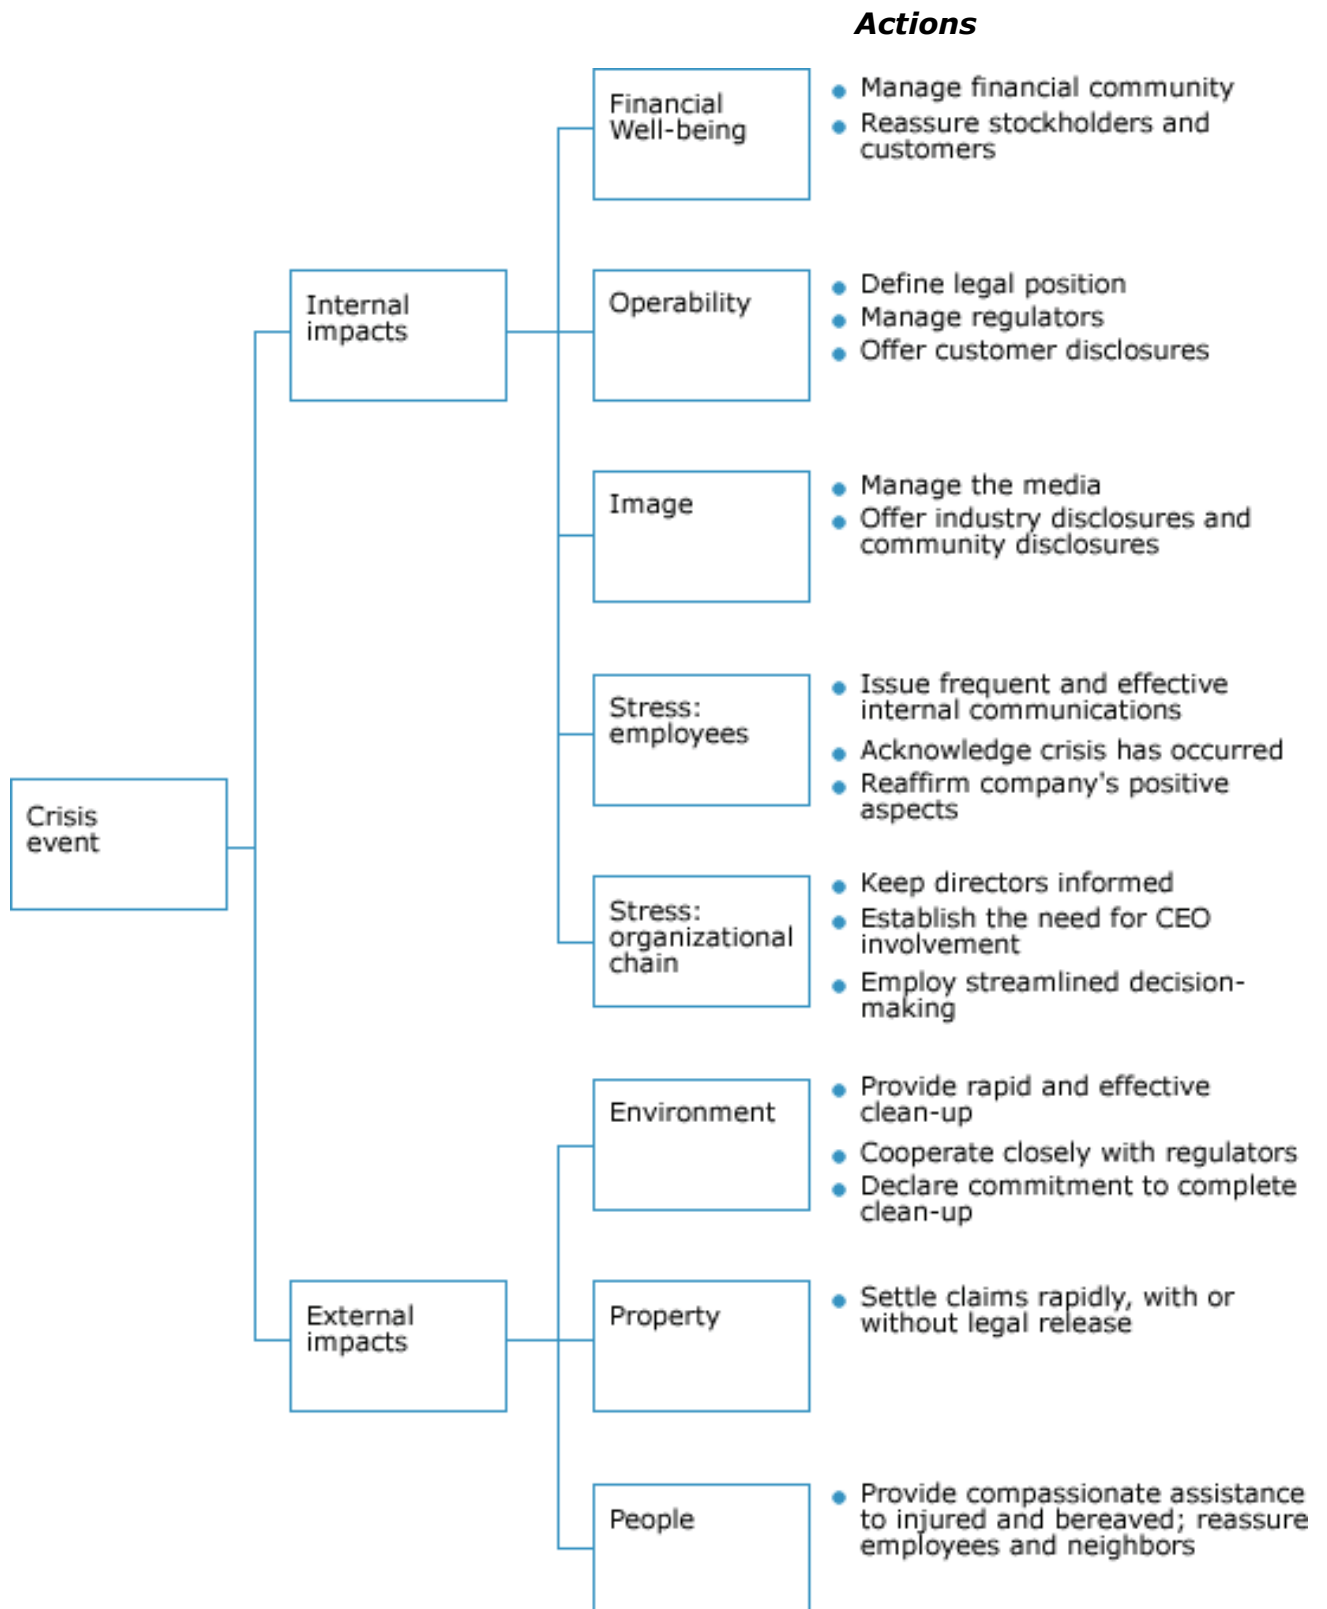 Actions
Financial
Well-being
Manage financial community
Reassure stockholders and
customers
Internal
impacts
Operability
Define legal position
Manage regulators
Offer customer disclosures
Image
Manage the media
Offer industry disclosures and
community disclosures
Stress:
employees
Issue frequent and effective
internal communications
Acknowledge crisis has occurred
Reaffirm company's positive
aspects
Crisis
event
Stress:
organizational
chain
Keep directors informed
Establish the need for CEO
involvement
Employ streamlined decision-
making
Environment
Provide rapid and effective
clean-up
Cooperate closely with regulators
Declare commitment to complete
clean-up
External
impacts
Property
Settle claims rapidly, with or
without legal release
People
Provide compassionate assistance
to injured and bereaved; reassure
employees and neighbors